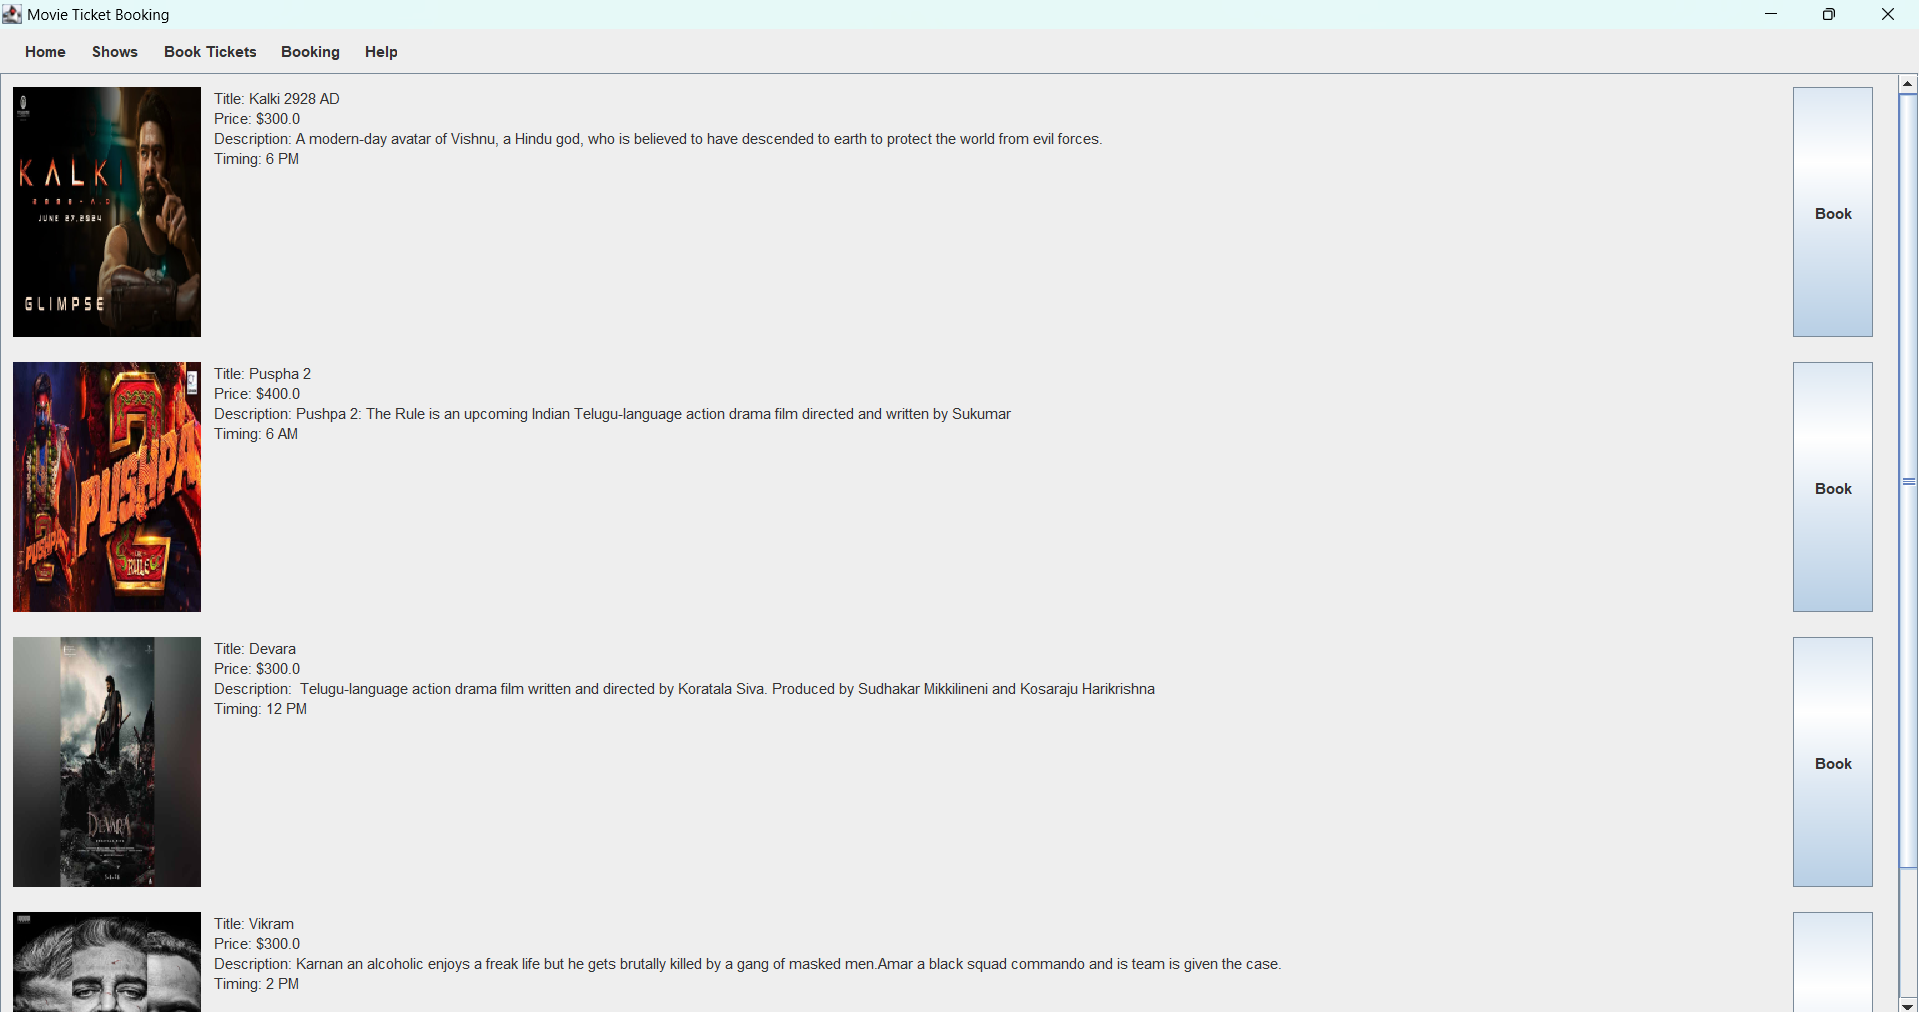 Movie Ticket Booking
Home Shows Book Tickets Booking Help
KALKI
JUNE 27.2024
GLIMPSE
Title: Kalki 2928 AD
Price: $300.0
Description: A modern-day avatar of Vishnu, a Hindu god, who is believed to have descended to earth to protect the world from evil forces.
Timing: 6 PM
Book
PUSHPA
2
PUSHPA
THE
RULE
Title: Puspha 2
Price: $400.0
Description: Pushpa 2: The Rule is an upcoming Indian Telugu-language action drama film directed and written by Sukumar
Timing: 6 AM
Book
DEVARA
Title: Devara
Price: $300.0
Description:  Telugu-language action drama film written and directed by Koratala Siva. Produced by Sudhakar Mikkilineni and Kosaraju Harikrishna
Timing: 12 PM
Book
Title: Vikram
Price: $300.0
Description: Karnan an alcoholic enjoys a freak life but he gets brutally killed by a gang of masked men.Amar a black squad commando and is team is given the case.
Timing: 2 PM